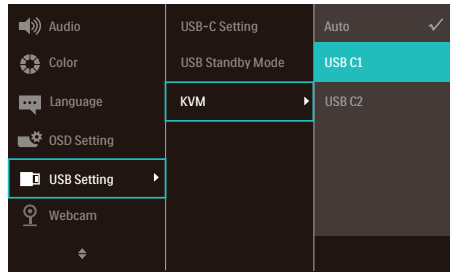 Audio
Color
Language
OSD Setting
USB Setting
Webcam
USB-C Setting
USB Standby Mode
KVM
Auto
USB C1
USB C2